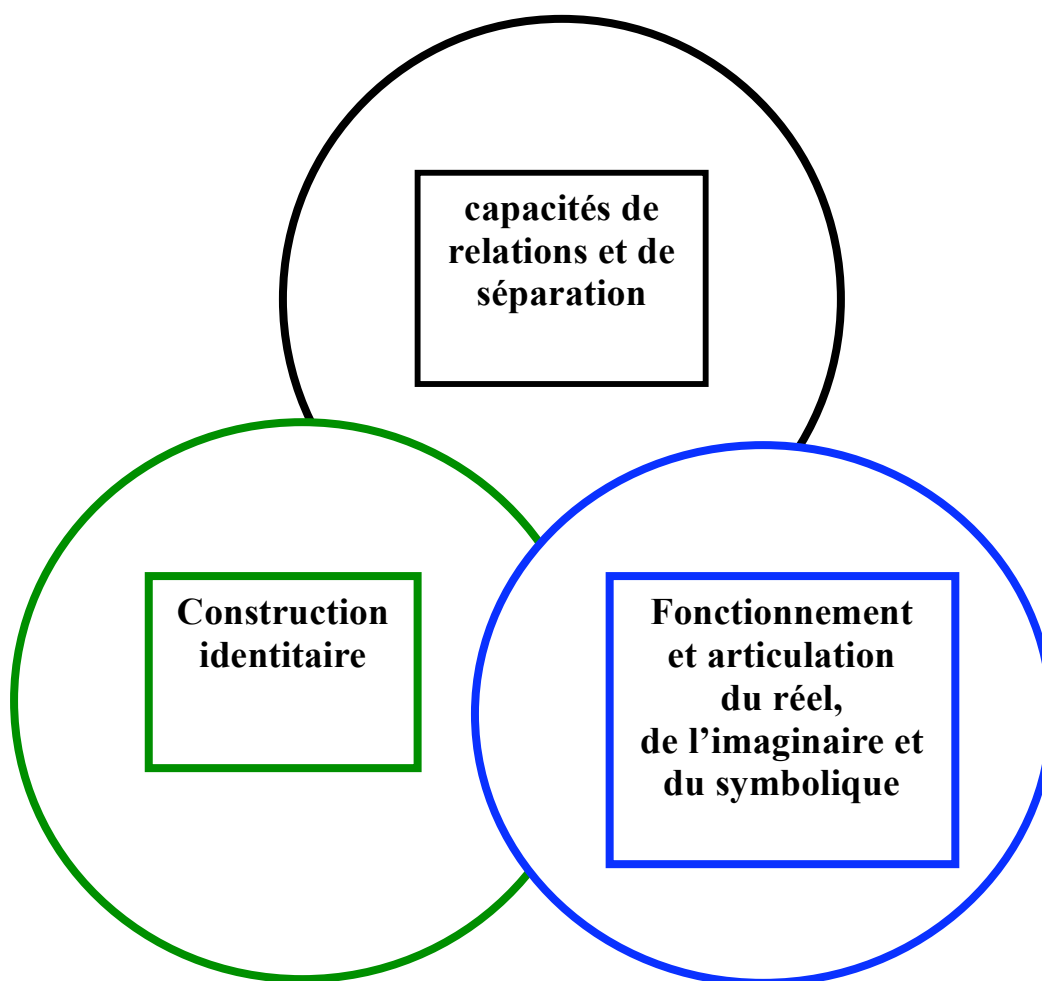 capacités de
relations et de
séparation
Construction
identitaire
Fonctionnement
et articulation
du réel,
de l’imaginaire et
du symbolique